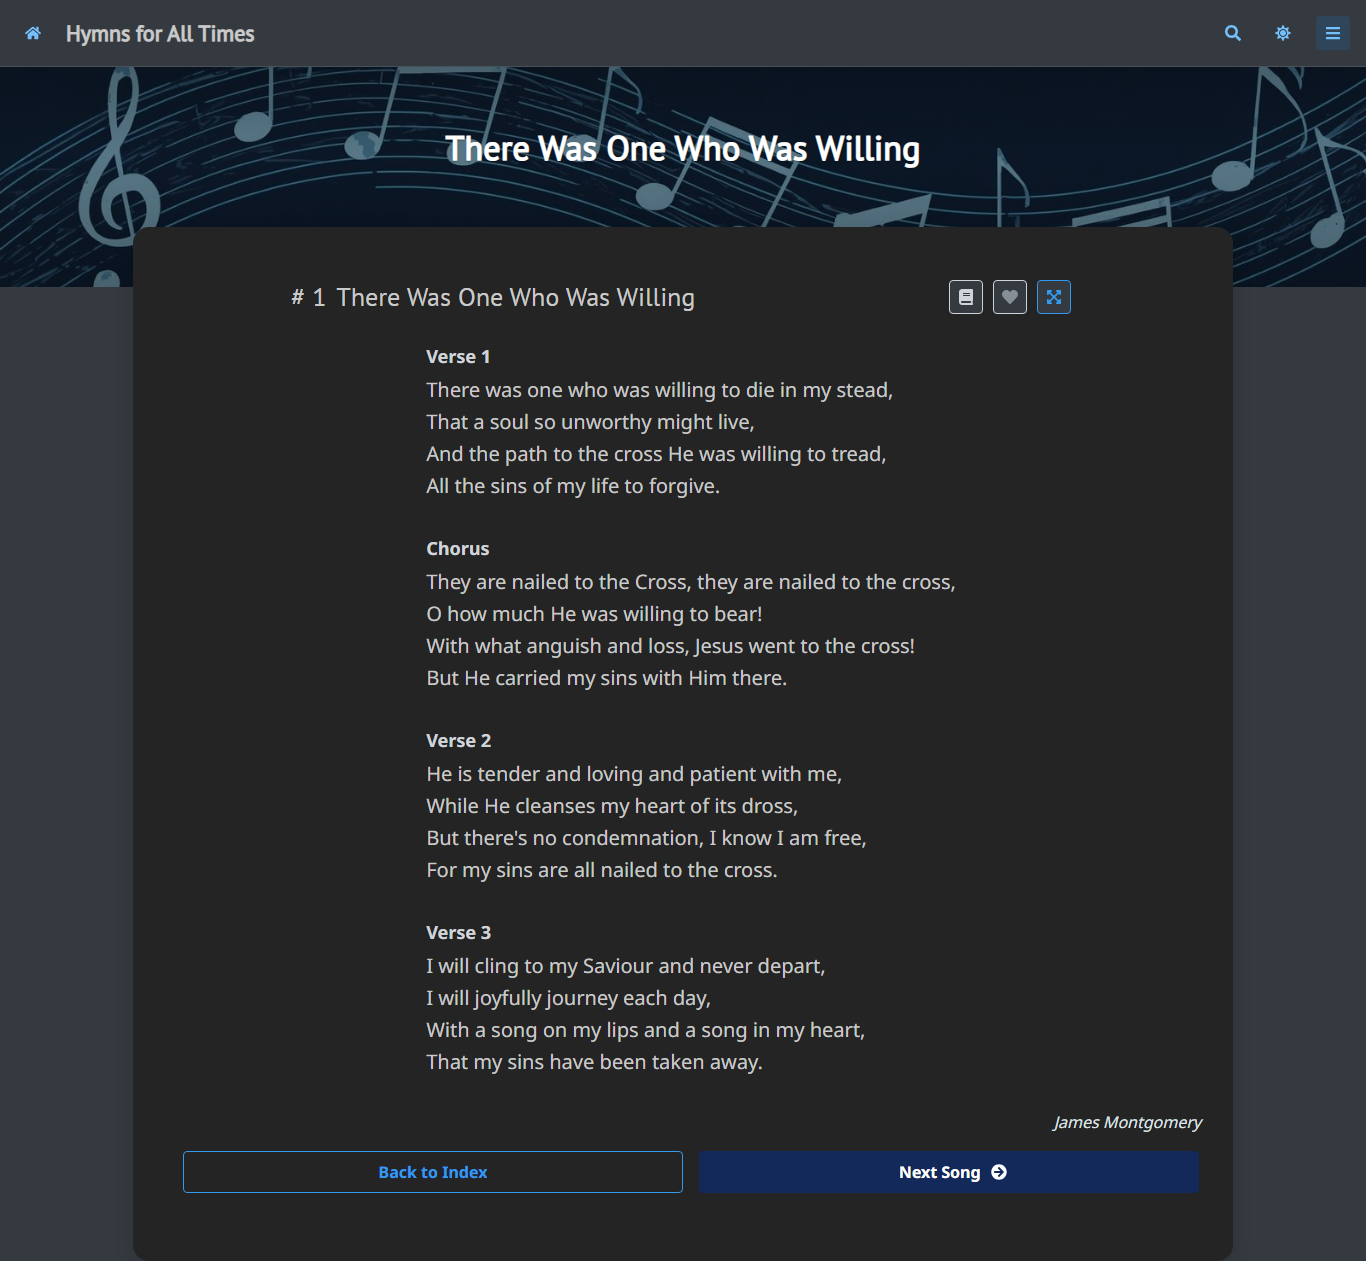 Hymns for All Times
There Was One Who Was Willing
# 1 There Was One Who Was Willing
Verse 1
There was one who was willing to die in my stead,
That a soul so unworthy might live,
And the path to the cross He was willing to tread,
All the sins of my life to forgive.
Chorus
They are nailed to the Cross, they are nailed to the cross,
O how much He was willing to bear!
With what anguish and loss, Jesus went to the cross!
But He carried my sins with Him there.
Verse 2
He is tender and loving and patient with me,
While He cleanses my heart of its dross,
But there's no condemnation, I know I am free,
For my sins are all nailed to the cross.
Verse 3
I will cling to my Saviour and never depart,
I will joyfully journey each day,
With a song on my lips and a song in my heart,
That my sins have been taken away.
James Montgomery
Back to Index
Next Song